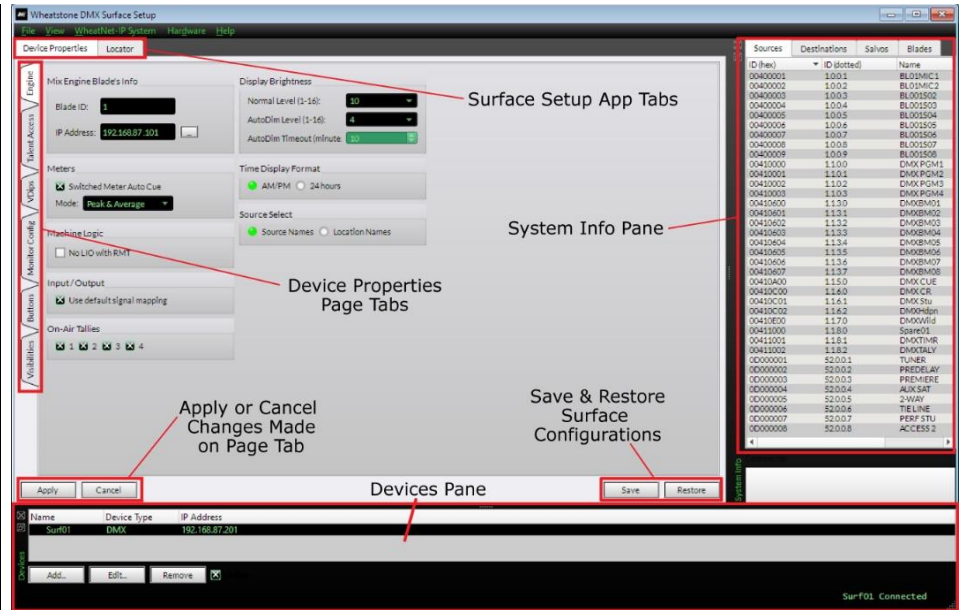 Wheatstone DMX Surface Setup
File View WheatNet-IP System Hardware Help
Device Properties Locator
Engine
Talent Access
VDips
Monitor Config
Buttons
Visibilities
Mix Engine Blade's Info
Blade ID: 1
IP Address: 192.168.87.101 ...
Meters
Switched Meter Auto Cue
Mode: Peak & Average
Machine Logic
No LIO with RMT
Input/Output
Use default signal mapping
On-Air Tallies
1 2 3 4
Display Brightness
Normal Level (1-16): 10
AutoDim Level (1-16): 4
AutoDim Timeout (minute 10
Time Display Format
AM/PM 24 hours
Source Select
Source Names Location Names
Surface Setup App Tabs
System Info Pane
Device Properties
Page Tabs
Apply or Cancel
Changes Made
on Page Tab
Save & Restore
Surface
Configurations
Apply Cancel
Devices Pane
Save Restore
Sources Destinations Salvos Blades
ID (hex) ID (dotted) Name
00400001 1.0.0.1 BL01MIC1
00400002 1.0.0.2 BL01MIC2
00400003 1.0.0.3 BL001S02
00400004 1.0.0.4 BL001S03
00400005 1.0.0.5 BL001S04
00400006 1.0.0.6 BL001S05
00400007 1.0.0.7 BL001S06
00400008 1.0.0.8 BL001S07
00400009 1.0.0.9 BL001S08
00410000 1.1.0.0 DMX PGM1
00410001 1.1.0.1 DMX PGM2
00410002 1.1.0.2 DMX PGM3
00410003 1.1.0.3 DMX PGM4
00410600 1.1.3.0 DMXBM01
00410601 1.1.3.1 DMXBM02
00410602 1.1.3.2 DMXBM03
00410603 1.1.3.3 DMXBM04
00410604 1.1.3.4 DMXBM05
00410605 1.1.3.5 DMXBM06
00410606 1.1.3.6 DMXBM07
00410607 1.1.3.7 DMXBM08
00410A00 1.1.5.0 DMX CUE
00410C00 1.1.6.0 DMX CR
00410C01 1.1.6.1 DMX Stu
00410C02 1.1.6.2 DMXHdpn
00410E00 1.1.7.0 DMXWild
00411000 1.1.8.0 Spare01
00411001 1.1.8.1 DMXTIMR
00411002 1.1.8.2 DMXTALY
0D000001 52.0.0.1 TUNER
0D000002 52.0.0.2 PREDELAY
0D000003 52.0.0.3 PREMIERE
0D000004 52.0.0.4 AUX SAT
0D000005 52.0.0.5 2-WAY
0D000006 52.0.0.6 TIE LINE
0D000007 52.0.0.7 PERF STU
0D000008 52.0.0.8 ACCESS 2
System Info
Devices
Name Device Type IP Address
Surf01 DMX 192.168.87.201
Add... Edit... Remove
Surf01 Connected